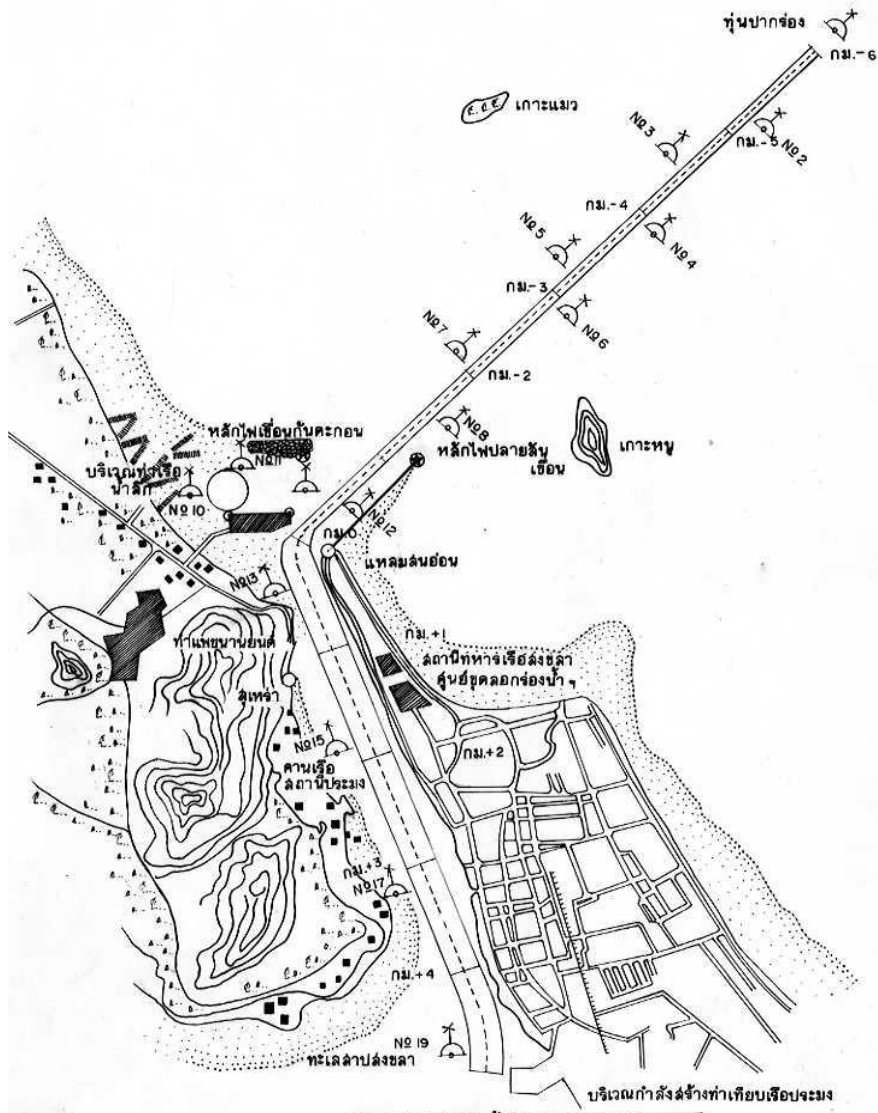 ทุ่นปากร่อง
กม.-6
เกาะแมว
№3
กม.-5
№2
กม.-4
№5
№4
กม.-3
№7
№6
กม.-2
№8
หลักไฟเขื่อนกันตะกอน
№11
หลักไฟปลายสันเขื่อน
เกาะหนู
บริเวณท่าเรือ
น้ำลึก
№10
№12
กม.0
แหลมสนอ่อน
№13
กม.+1
ท่าแพขนานยนต์
สถานีทหารเรือสงขลา
ศูนย์ขุดลอกร่องน้ำ ฯ
สุเหร่า
№15
กม.+2
คานเรือ
สถานีประมง
กม.+3
№17
กม.+4
№19
ทะเลสาปสงขลา
บริเวณกำลังสร้างท่าเทียบเรือประมง